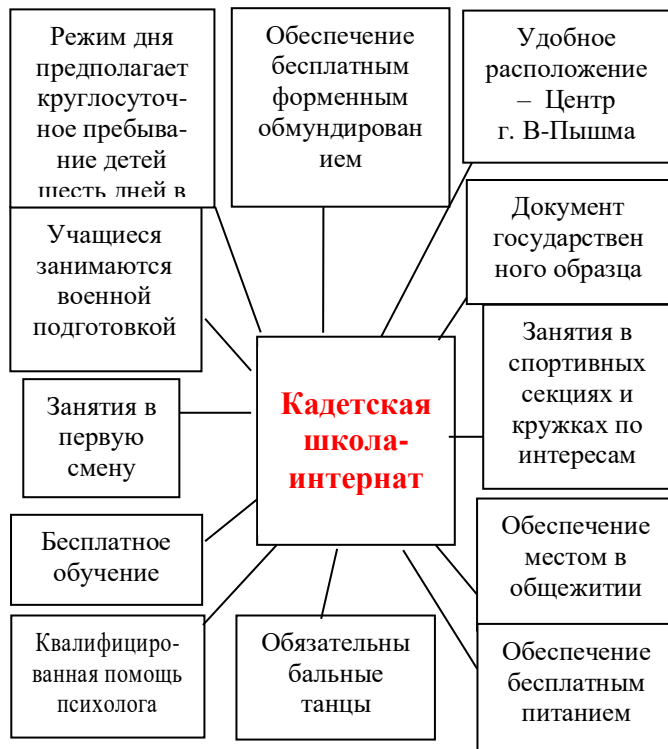 Режим дня
предполагает
круглосуточ-
ное пребыва-
ние детей
шесть дней в
Обеспечение
бесплатным
форменным
обмундирован
ием
Удобное
расположение
– Центр
г. В-Пышма
Учащиеся
занимаются
военной
подготовкой
Документ
государствен
ного образца
Занятия в
первую
смену
Кадетская
школа-
интернат
Занятия в
спортивных
секциях и
кружках по
интересам
Бесплатное
обучение
Обеспечение
местом в
общежитии
Квалифициро-
ванная помощь
психолога
Обязательны
бальные
танцы
Обеспечение
бесплатным
питанием